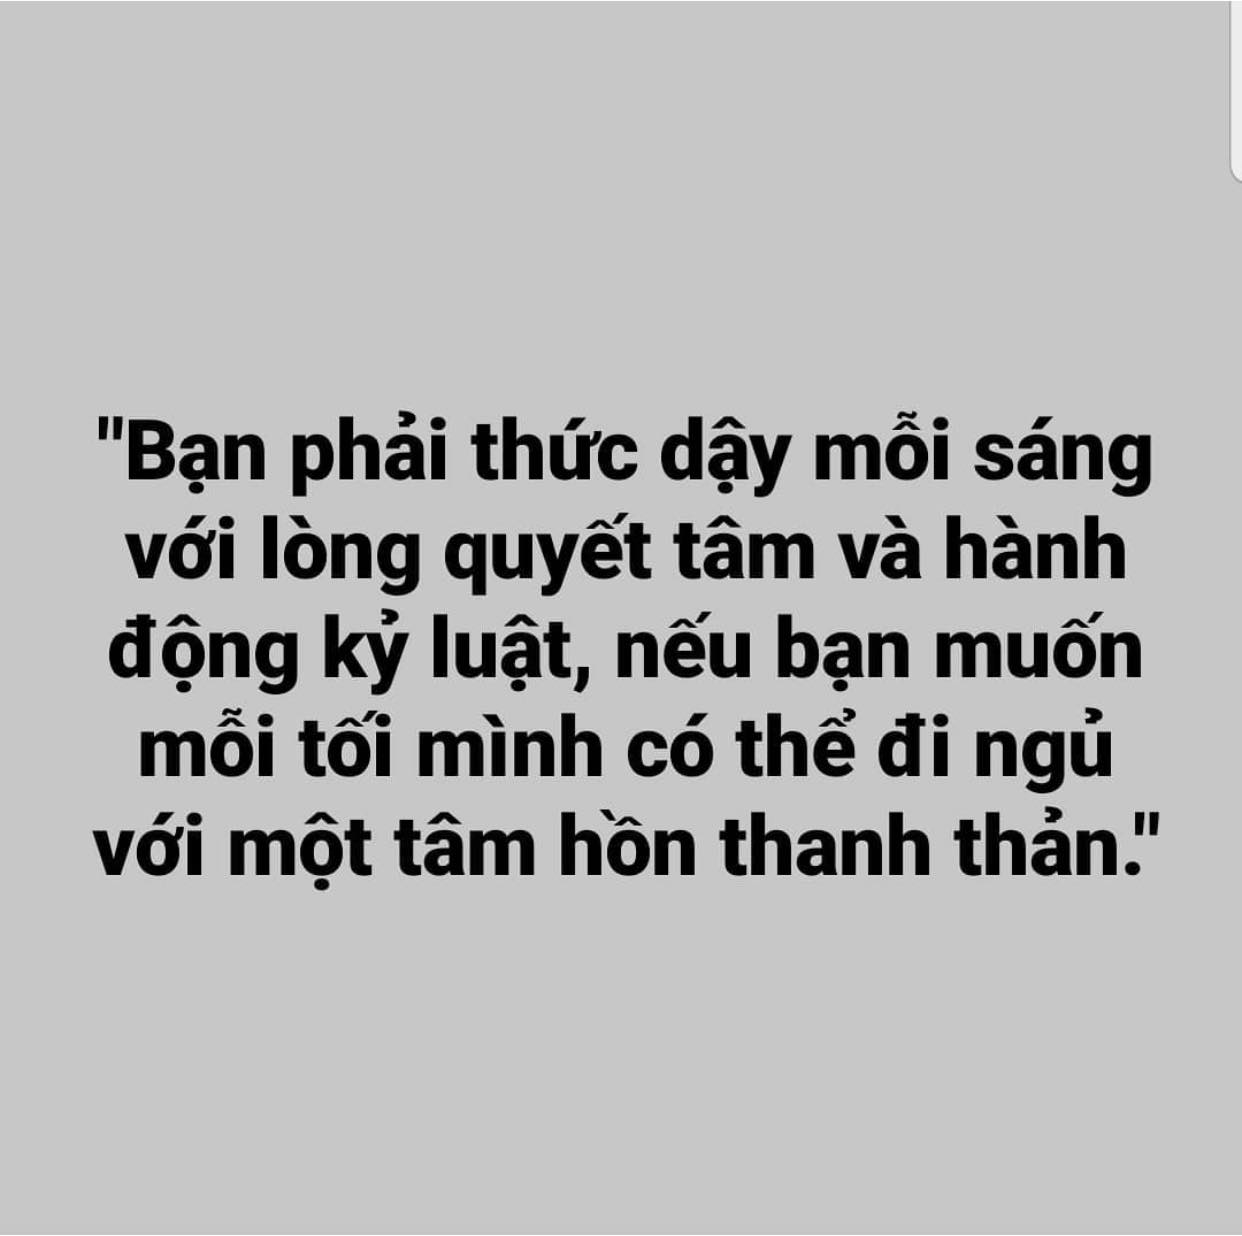 "Bạn phải thức dậy mỗi sáng
với lòng quyết tâm và hành
động kỷ luật, nếu bạn muốn
mỗi tối mình có thể đi ngủ
với một tâm hồn thanh thản."